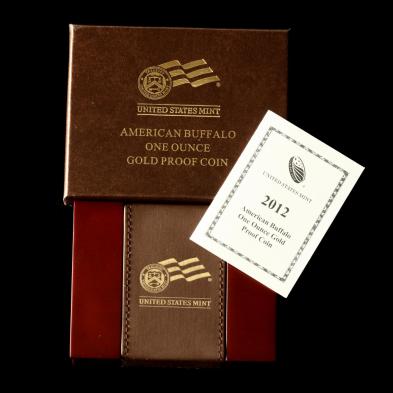 UNITED STATES MINT
AMERICAN BUFFALO
ONE OUNCE
GOLD PROOF COIN
UNITED STATES MINT
2012
American Buffalo
One Ounce Gold
Proof Coin
UNITED STATES MINT